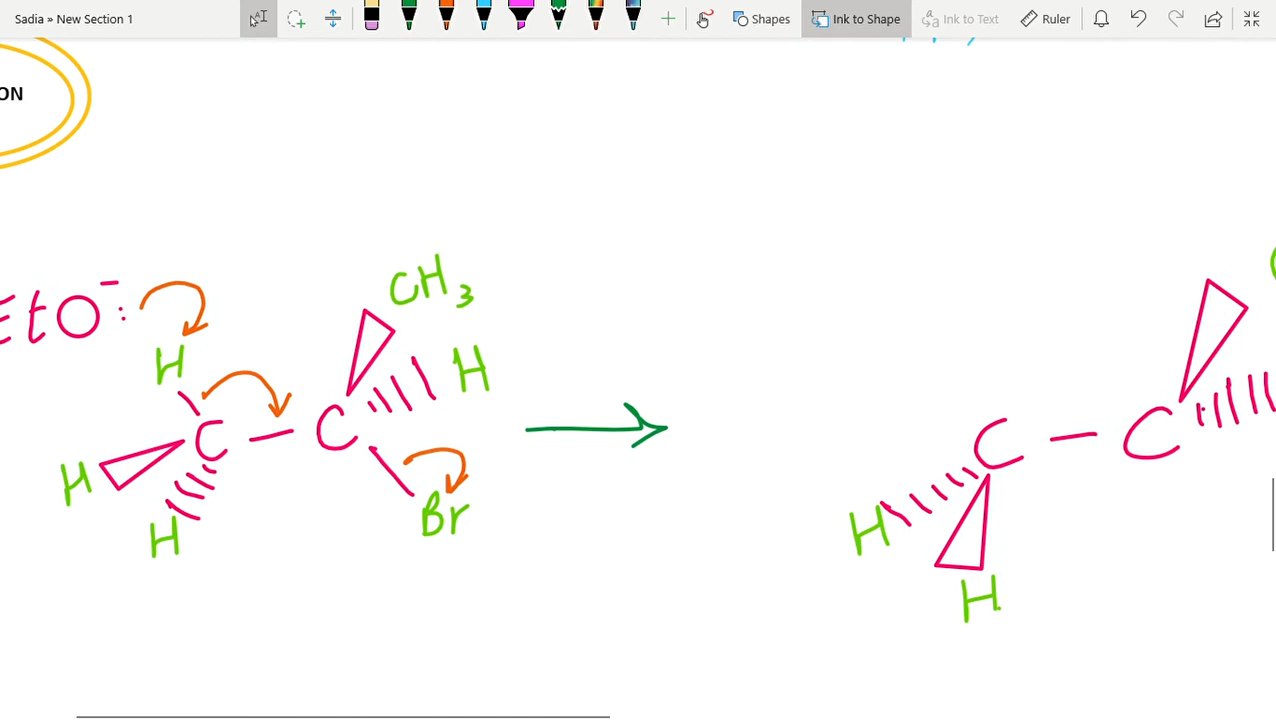 Sadia » New Section 1
Shapes
Ink to Shape
Ink to Text
Ruler
ON
EtO⁻:
CH₃
H
H
C – C
C – C
H
H
Br
H
H